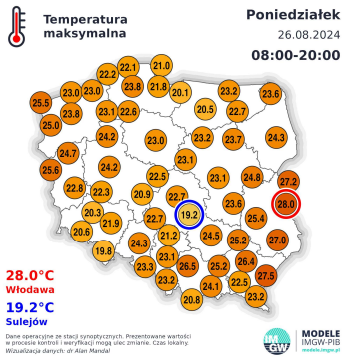 Temperatura
maksymalna
Poniedziałek
26.08.2024
08:00-20:00
22.2 22.1 21.0
25.5 23.0 23.0 23.8 21.8 20.1 23.2 23.6
25.0 23.8 23.1 22.6 20.5 22.7
24.2 23.0 23.2 23.7 24.3
24.7 23.1
25.6 24.2 22.5 23.1 24.8 27.2
22.8 22.3 20.9 22.7 23.6 28.0
20.3 21.9 22.7 19.2 25.4
20.6 21.2 24.5 25.2 27.0
19.8 24.3 23.1 26.4
23.3 26.5 25.2 27.5
23.2 24.1 22.5
20.8 23.2
28.0°C
Włodawa
19.2°C
Sulejów
Dane operacyjne ze stacji synoptycznych. Prezentowane wartości
w procesie kontroli i weryfikacji mogą ulec zmianie. Czas lokalny.
Wizualizacja danych: dr Alan Mandal
IMGW
MODELE
IMGW-PIB
modele.imgw.pl